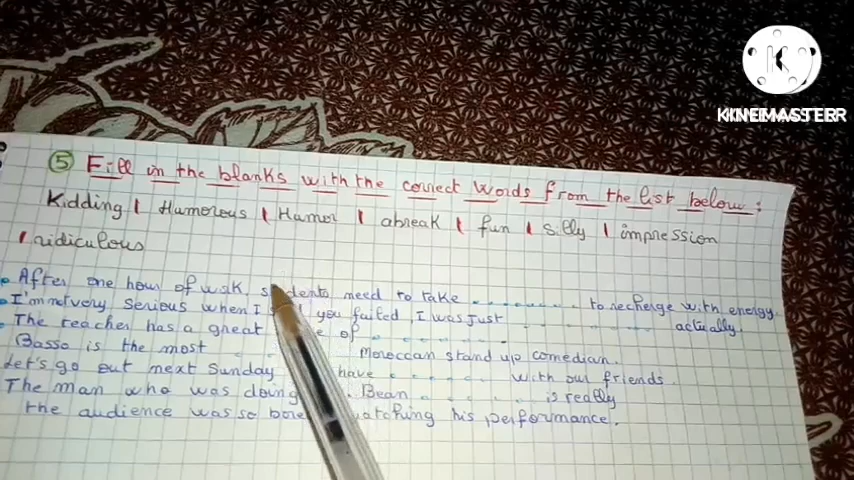 KINEMASTER
⑤ Fill in the blanks with the correct words from the list below :
Kidding | Humorous | Humor | abreak | fun | silly | impression
| ridiculous
After one hour of work, students need to take ......... to recharge with energy.
I'm not very serious when I you failed, I was Just ......... actually.
The teacher has a great of .........
Basso is the most ......... Moroccan stand up comedian.
Let's go out next Sunday have ......... with our friends.
The man who was doing Bean ......... is really
the audience was so bored watching his performance.